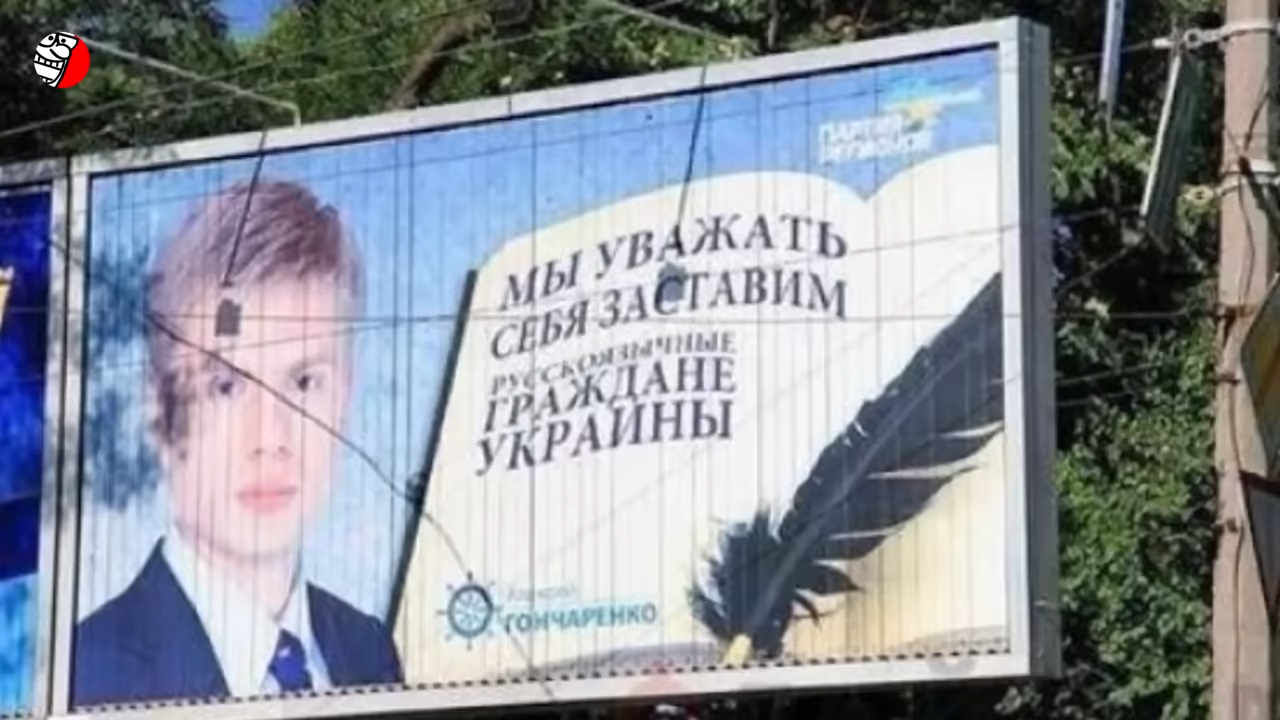 ПАРТИЯ
РЕГИОНОВ
МЫ УВАЖАТЬ
СЕБЯ ЗАСТАВИМ
РУССКОЯЗЫЧНЫЕ
ГРАЖДАНЕ
УКРАИНЫ
ГОНЧАРЕНКО